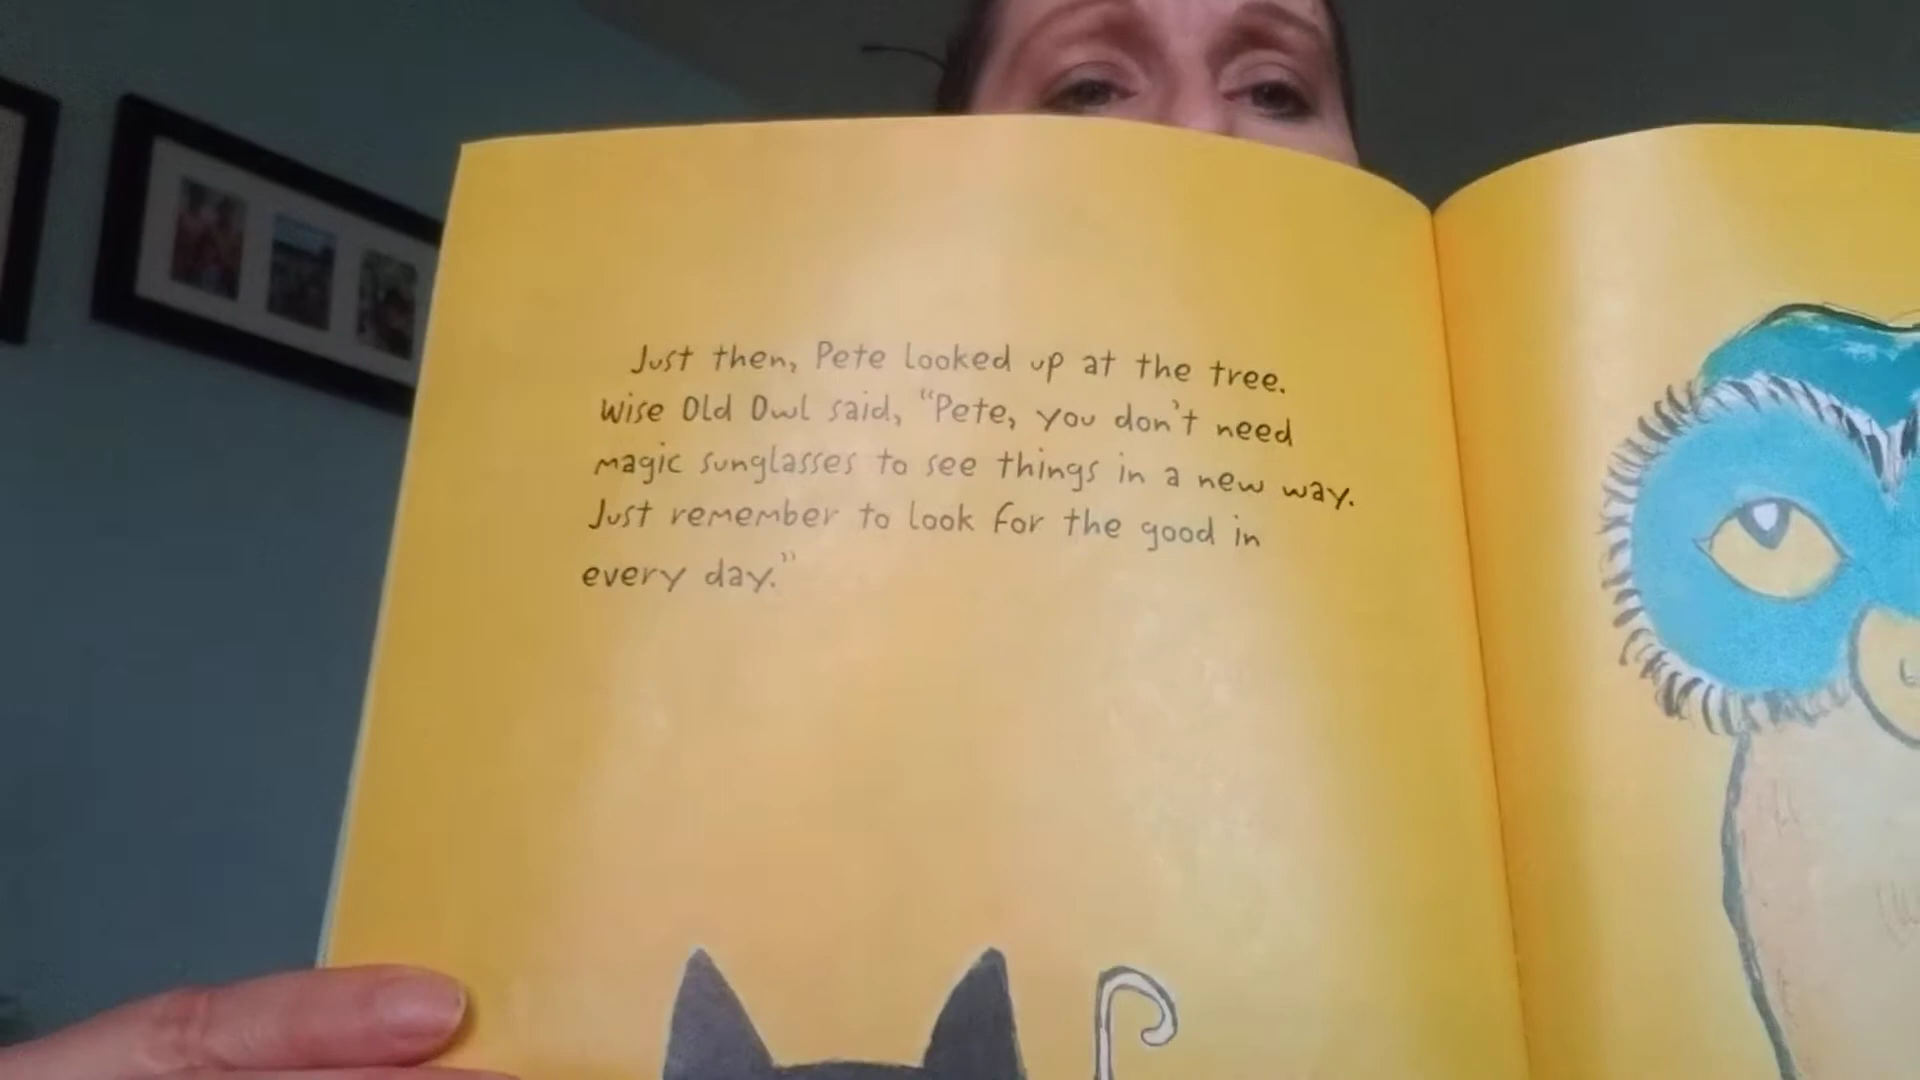 Just then, Pete looked up at the tree.
Wise Old Owl said, "Pete, you don't need
magic sunglasses to see things in a new way.
Just remember to look for the good in
every day."